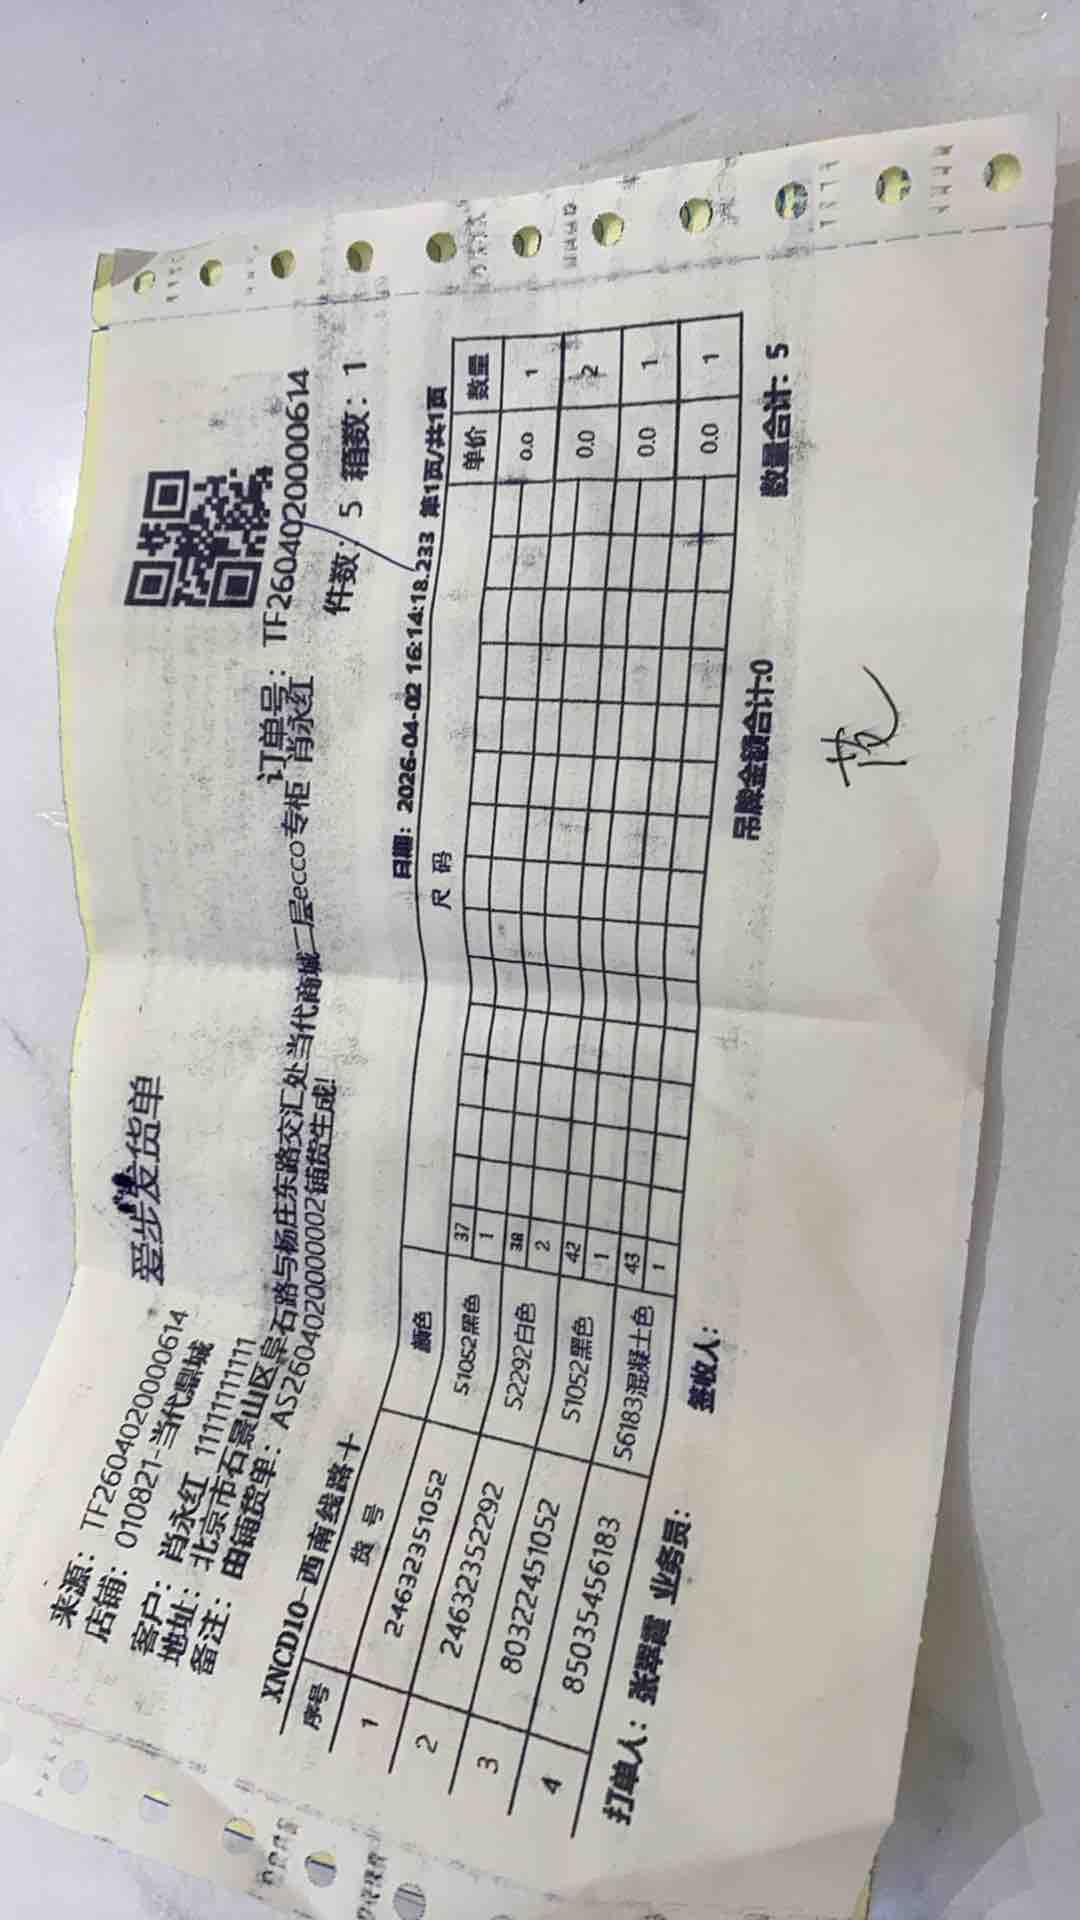 爱步发货单
来源：TF2604020000614
店铺：010821-当代鼎城
订单号：TF2604020000614
客户：肖永红 11111111111
件数：5 箱数：1
地址：北京市石景山区阜石路与杨庄东路交汇处当代商城二层ecco专柜 肖永红
备注：由铺货单：AS2604020000002铺货生成!
XNCD10-西南线路十
日期：2026-04-02 16:14:18.233 第1页/共1页
序号 货号 颜色 尺码 单价 数量
1 24632351052 51052黑色 37 0.0 1
1
2 24632352292 52292白色 38 0.0 2
2
3 80322451052 51052黑色 42 0.0 1
1
4 85035456183 56183混凝土色 43 0.0 1
1
签收人： 吊牌金额合计:0 数量合计：5
打单人：张翠霞 业务员：